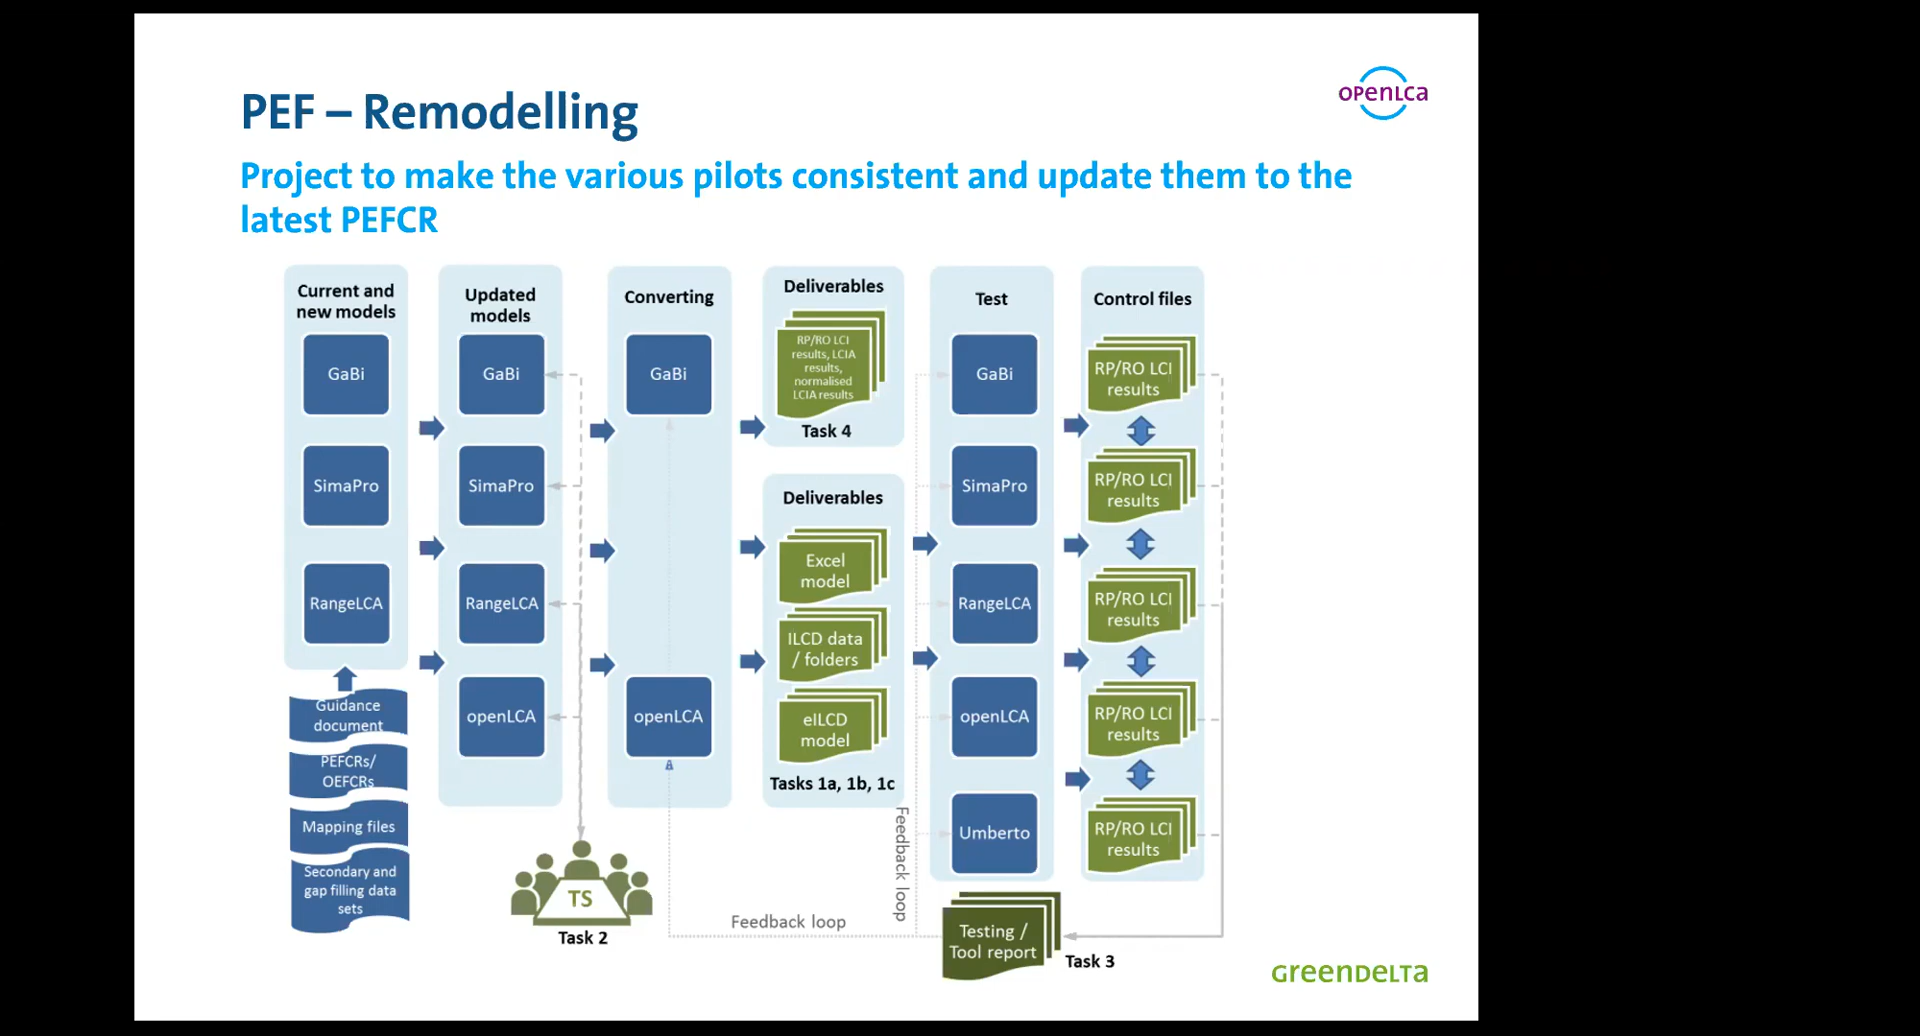 PEF – Remodelling
openLCA
Project to make the various pilots consistent and update them to the
latest PEFCR
Current and
new models
GaBi
SimaPro
RangeLCA
Guidance
document
PEFCRs/
OEFCRs
Mapping files
Secondary and
gap filling data
sets
Updated
models
GaBi
SimaPro
RangeLCA
openLCA
TS
Task 2
Converting
GaBi
openLCA
Deliverables
RP/RO LCI
results, LCIA
results,
normalised
LCIA results
Task 4
Deliverables
Excel
model
ILCD data
/ folders
eILCD
model
Tasks 1a, 1b, 1c
Feedback loop
Feedback loop
Test
GaBi
SimaPro
RangeLCA
openLCA
Umberto
Testing /
Tool report
Task 3
Control files
RP/RO LCI
results
RP/RO LCI
results
RP/RO LCI
results
RP/RO LCI
results
RP/RO LCI
results
GreenDelta